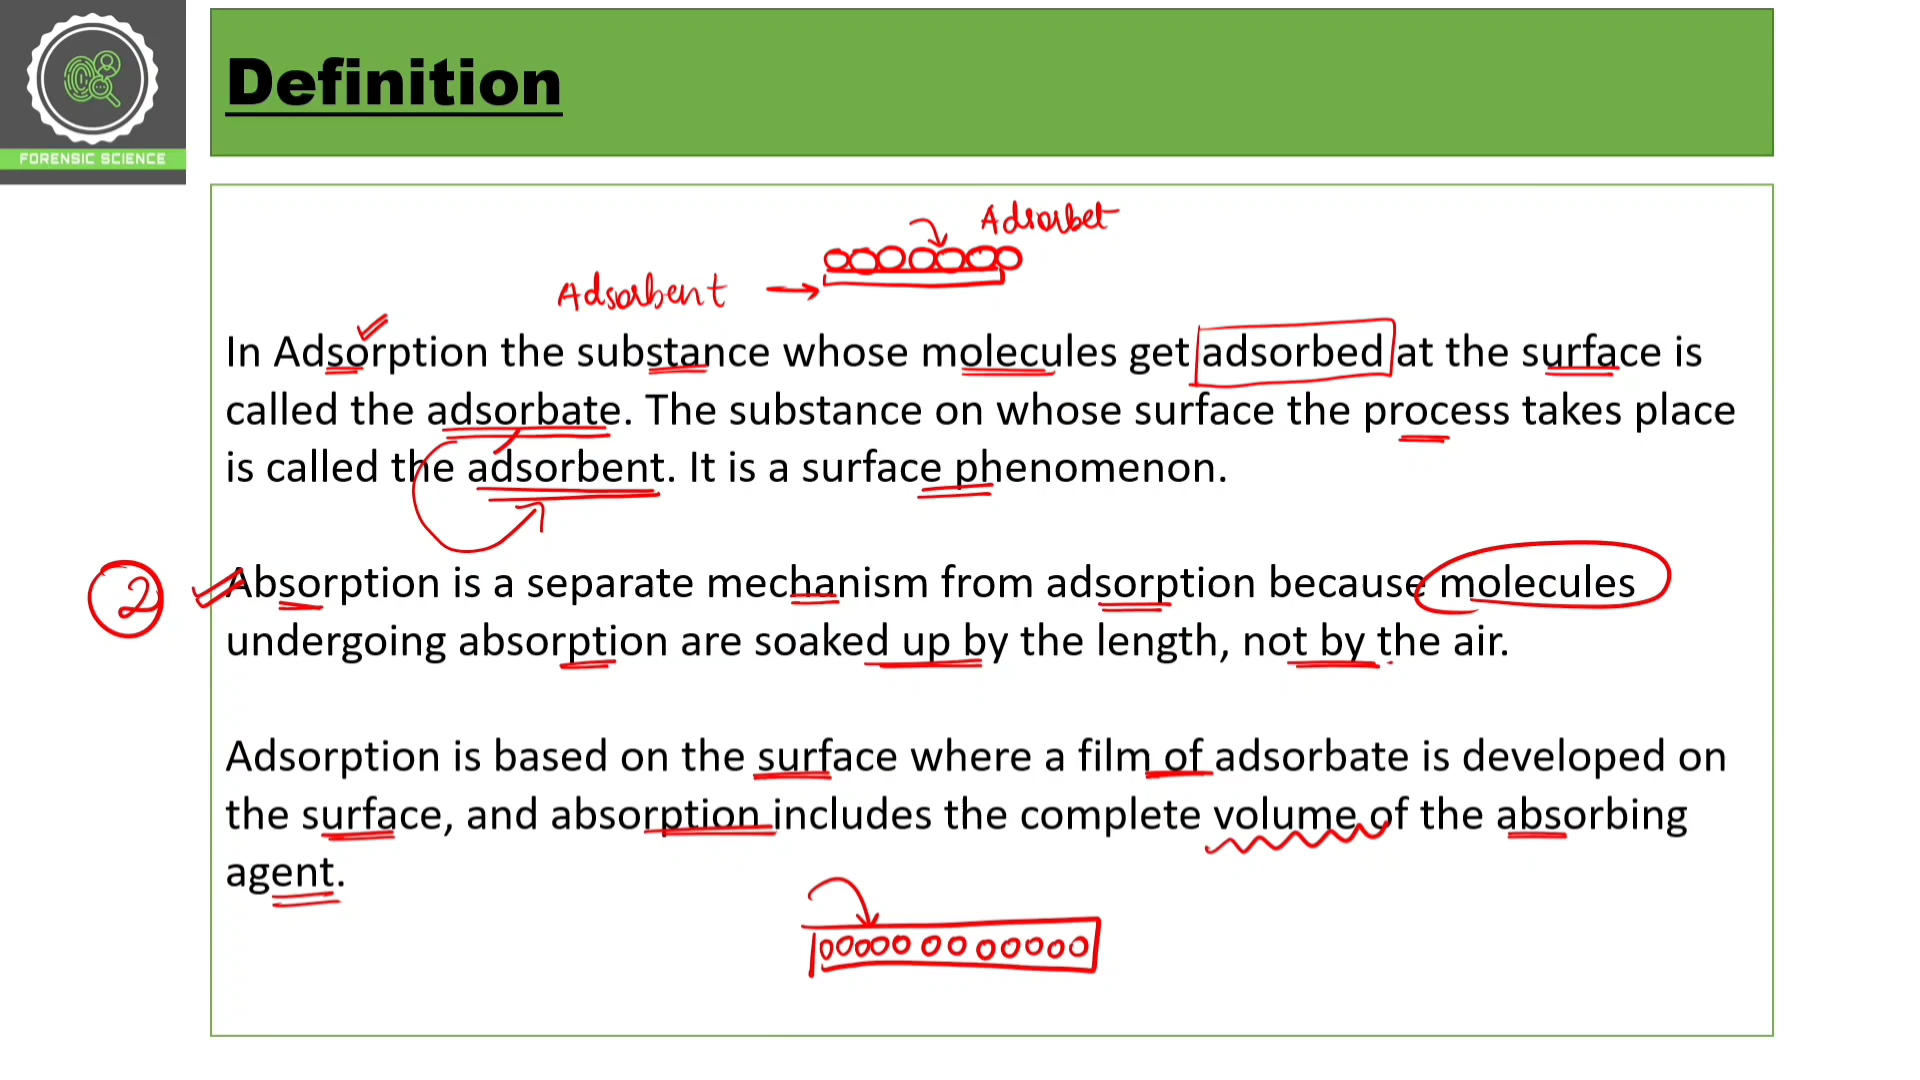 FORENSIC SCIENCE
Definition
Adsorbet
Adsorbent
In Adsorption the substance whose molecules get adsorbed at the surface is
called the adsorbate. The substance on whose surface the process takes place
is called the adsorbent. It is a surface phenomenon.
2
Absorption is a separate mechanism from adsorption because molecules
undergoing absorption are soaked up by the length, not by the air.
Adsorption is based on the surface where a film of adsorbate is developed on
the surface, and absorption includes the complete volume of the absorbing
agent.